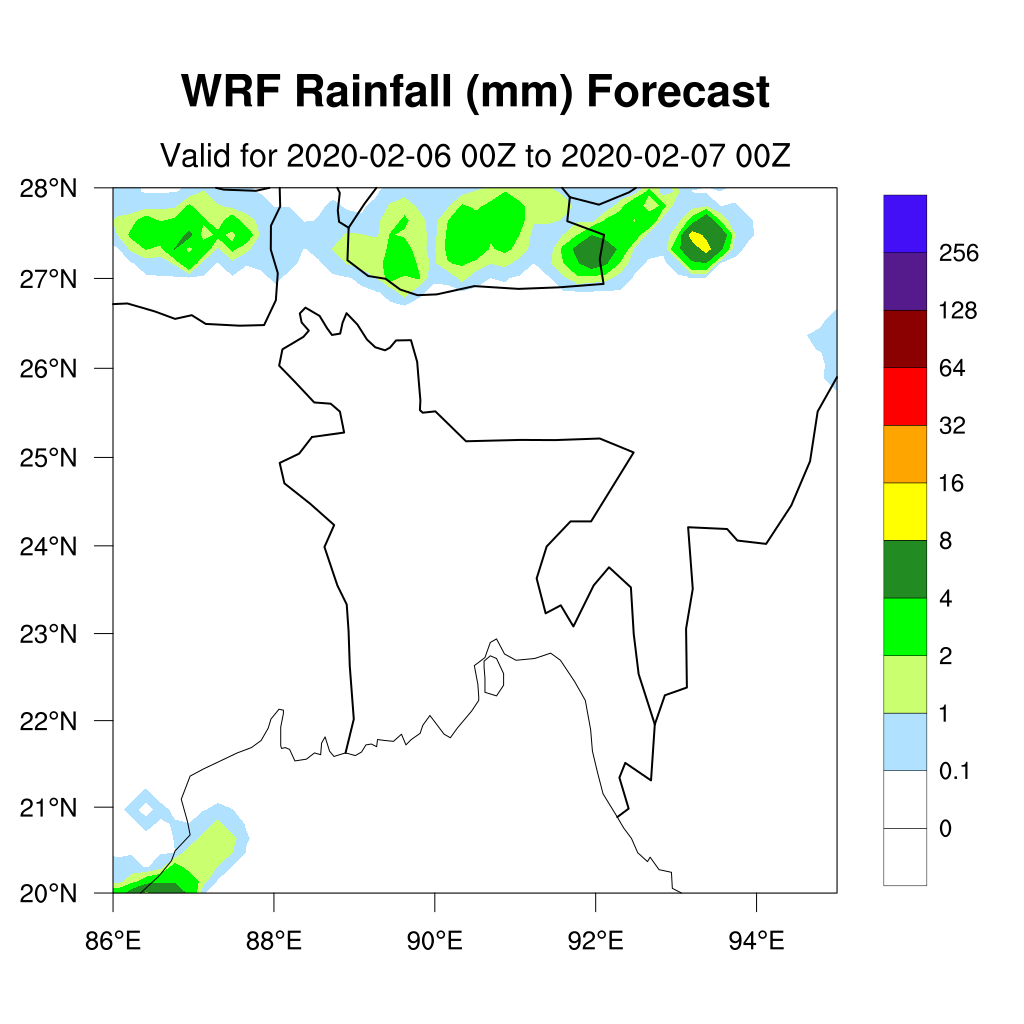 WRF Rainfall (mm) Forecast
Valid for 2020-02-06 00Z to 2020-02-07 00Z
28°N
27°N
26°N
25°N
24°N
23°N
22°N
21°N
20°N
86°E 88°E 90°E 92°E 94°E
256
128
64
32
16
8
4
2
1
0.1
0